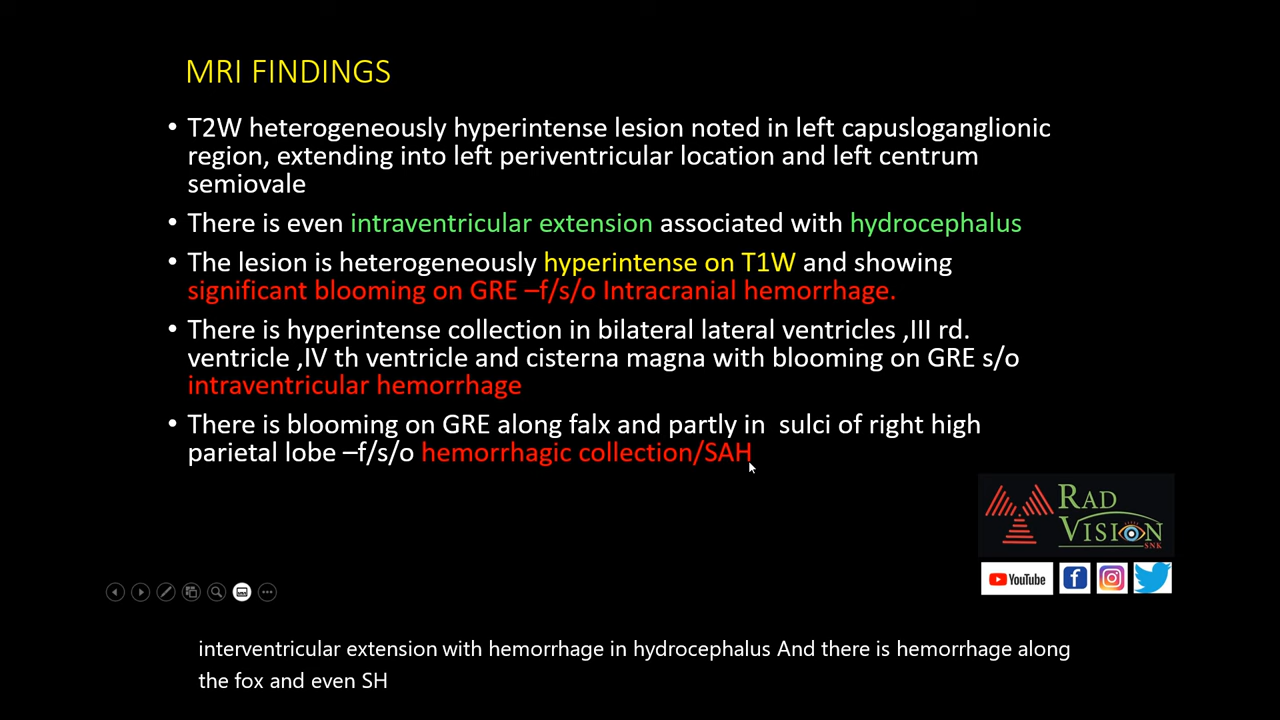 MRI FINDINGS
• T2W heterogeneously hyperintense lesion noted in left capusloganglionic
region, extending into left periventricular location and left centrum
semiovale
• There is even intraventricular extension associated with hydrocephalus
• The lesion is heterogeneously hyperintense on T1W and showing
significant blooming on GRE –f/s/o Intracranial hemorrhage.
• There is hyperintense collection in bilateral lateral ventricles ,III rd.
ventricle ,IV th ventricle and cisterna magna with blooming on GRE s/o
intraventricular hemorrhage
• There is blooming on GRE along falx and partly in sulci of right high
parietal lobe –f/s/o hemorrhagic collection/SAH
RAD
VISION
SNK
YouTube
interventricular extension with hemorrhage in hydrocephalus And there is hemorrhage along
the fox and even SH